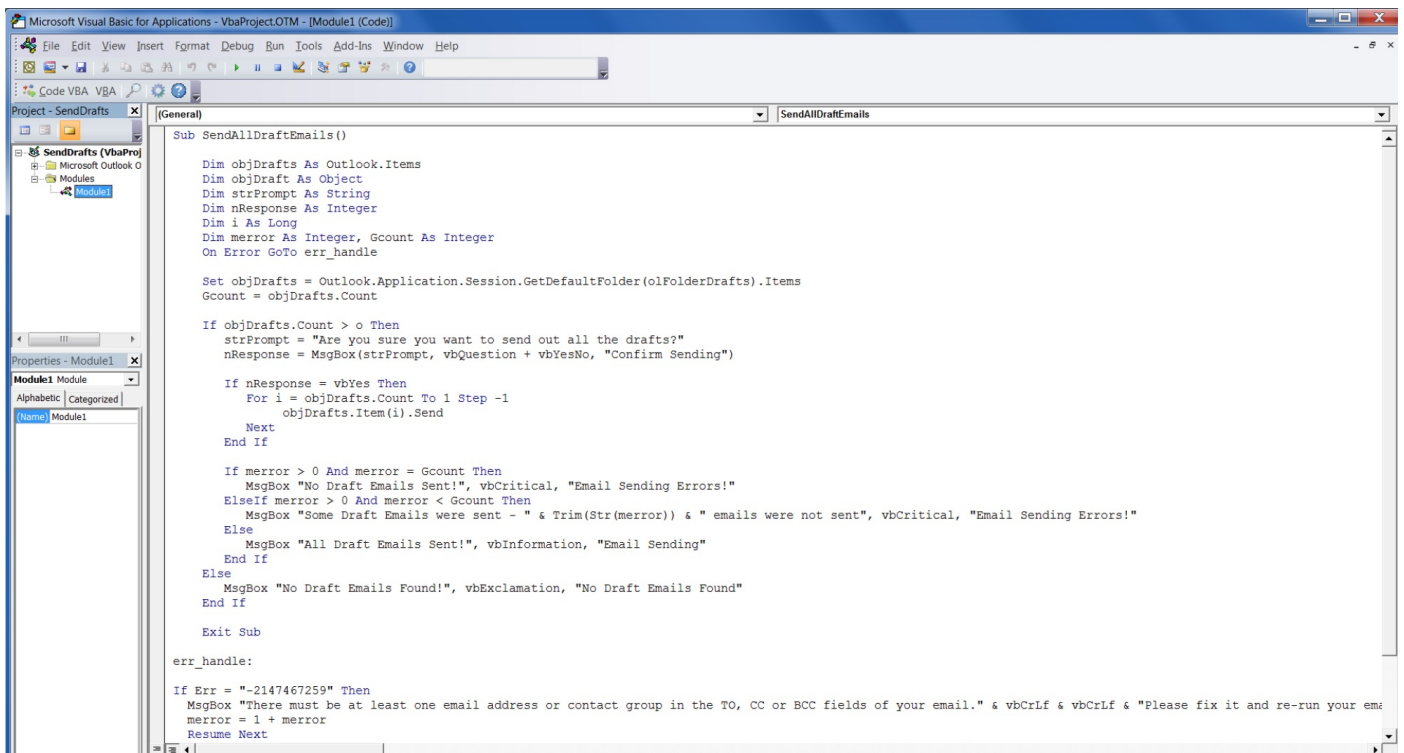 Microsoft Visual Basic for Applications - VbaProject.OTM - [Module1 (Code)]
File Edit View Insert Format Debug Run Tools Add-Ins Window Help
Code VBA VBA
Project - SendDrafts
SendDrafts (VbaProj
Microsoft Outlook O
Modules
Module1
Properties - Module1
Module1 Module
Alphabetic Categorized
(Name) Module1
(General) SendAllDraftEmails
Sub SendAllDraftEmails()
Dim objDrafts As Outlook.Items
Dim objDraft As Object
Dim strPrompt As String
Dim nResponse As Integer
Dim i As Long
Dim merror As Integer, Gcount As Integer
On Error GoTo err_handle
Set objDrafts = Outlook.Application.Session.GetDefaultFolder(olFolderDrafts).Items
Gcount = objDrafts.Count
If objDrafts.Count > o Then
strPrompt = "Are you sure you want to send out all the drafts?"
nResponse = MsgBox(strPrompt, vbQuestion + vbYesNo, "Confirm Sending")
If nResponse = vbYes Then
For i = objDrafts.Count To 1 Step -1
objDrafts.Item(i).Send
Next
End If
If merror > 0 And merror = Gcount Then
MsgBox "No Draft Emails Sent!", vbCritical, "Email Sending Errors!"
ElseIf merror > 0 And merror < Gcount Then
MsgBox "Some Draft Emails were sent - " & Trim(Str(merror)) & " emails were not sent", vbCritical, "Email Sending Errors!"
Else
MsgBox "All Draft Emails Sent!", vbInformation, "Email Sending"
End If
Else
MsgBox "No Draft Emails Found!", vbExclamation, "No Draft Emails Found"
End If
Exit Sub
err_handle:
If Err = "-2147467259" Then
MsgBox "There must be at least one email address or contact group in the TO, CC or BCC fields of your email." & vbCrLf & vbCrLf & "Please fix it and re-run your ema
merror = 1 + merror
Resume Next